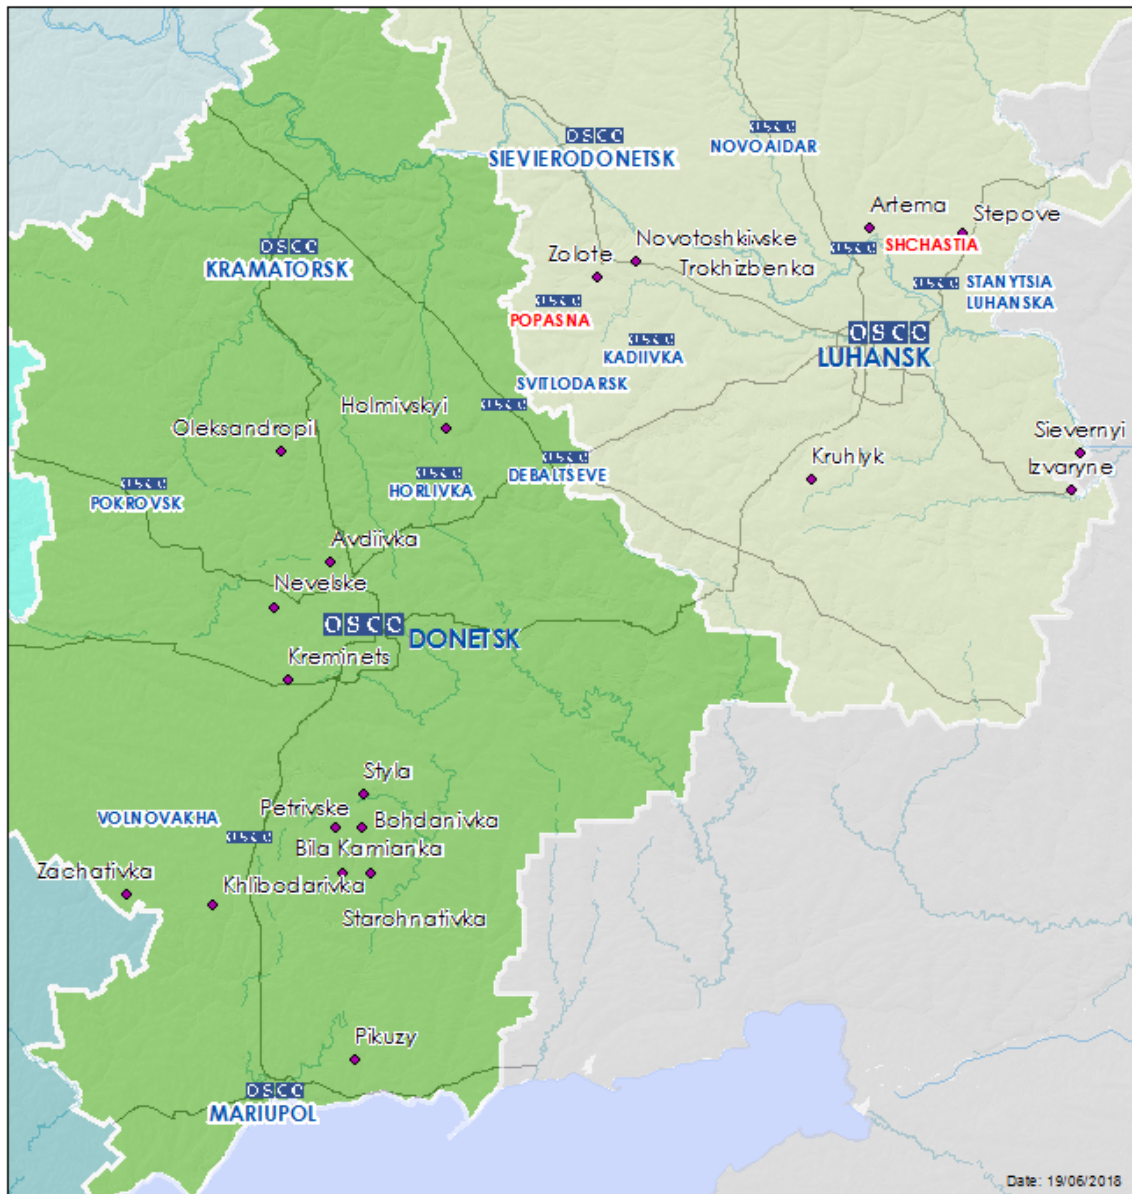 OSCE
SIEVIERODONETSK
OSCE
NOVOAIDAR
Artema
Stepove
OSCE
SHCHASTIA
OSCE
KRAMATORSK
Novotoshkivske
Zolote
Trokhizbenka
OSCE
STANYTSIA
LUHANSKA
OSCE
POPASNA
OSCE
KADIIVKA
OSCE
LUHANSK
SVITLODARSK
OSCE
Holmivskyi
Oleksandropil
Sievernyi
Kruhlyk
Izvaryne
OSCE
DEBALTSEVE
OSCE
HORLIVKA
OSCE
POKROVSK
Avdiivka
Nevelske
OSCE
DONETSK
Kreminets
Styla
Petrivske
Bohdanivka
VOLNOVAKHA
OSCE
Bila Kamianka
Zachativka
Khlibodarivka
Starohnativka
Pikuzy
OSCE
MARIUPOL
Date: 19/06/2018